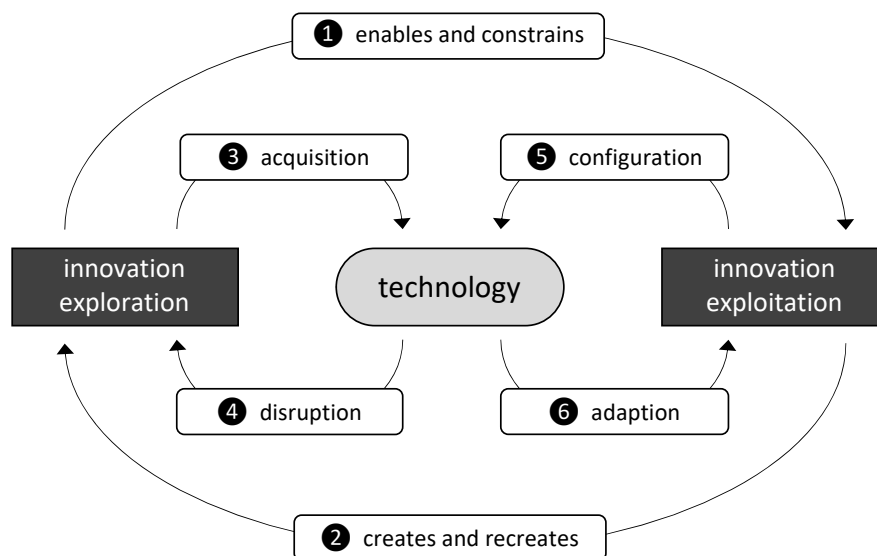 ❶ enables and constrains
❸ acquisition
❺ configuration
innovation
exploration
technology
innovation
exploitation
❹ disruption
❻ adaption
❷ creates and recreates